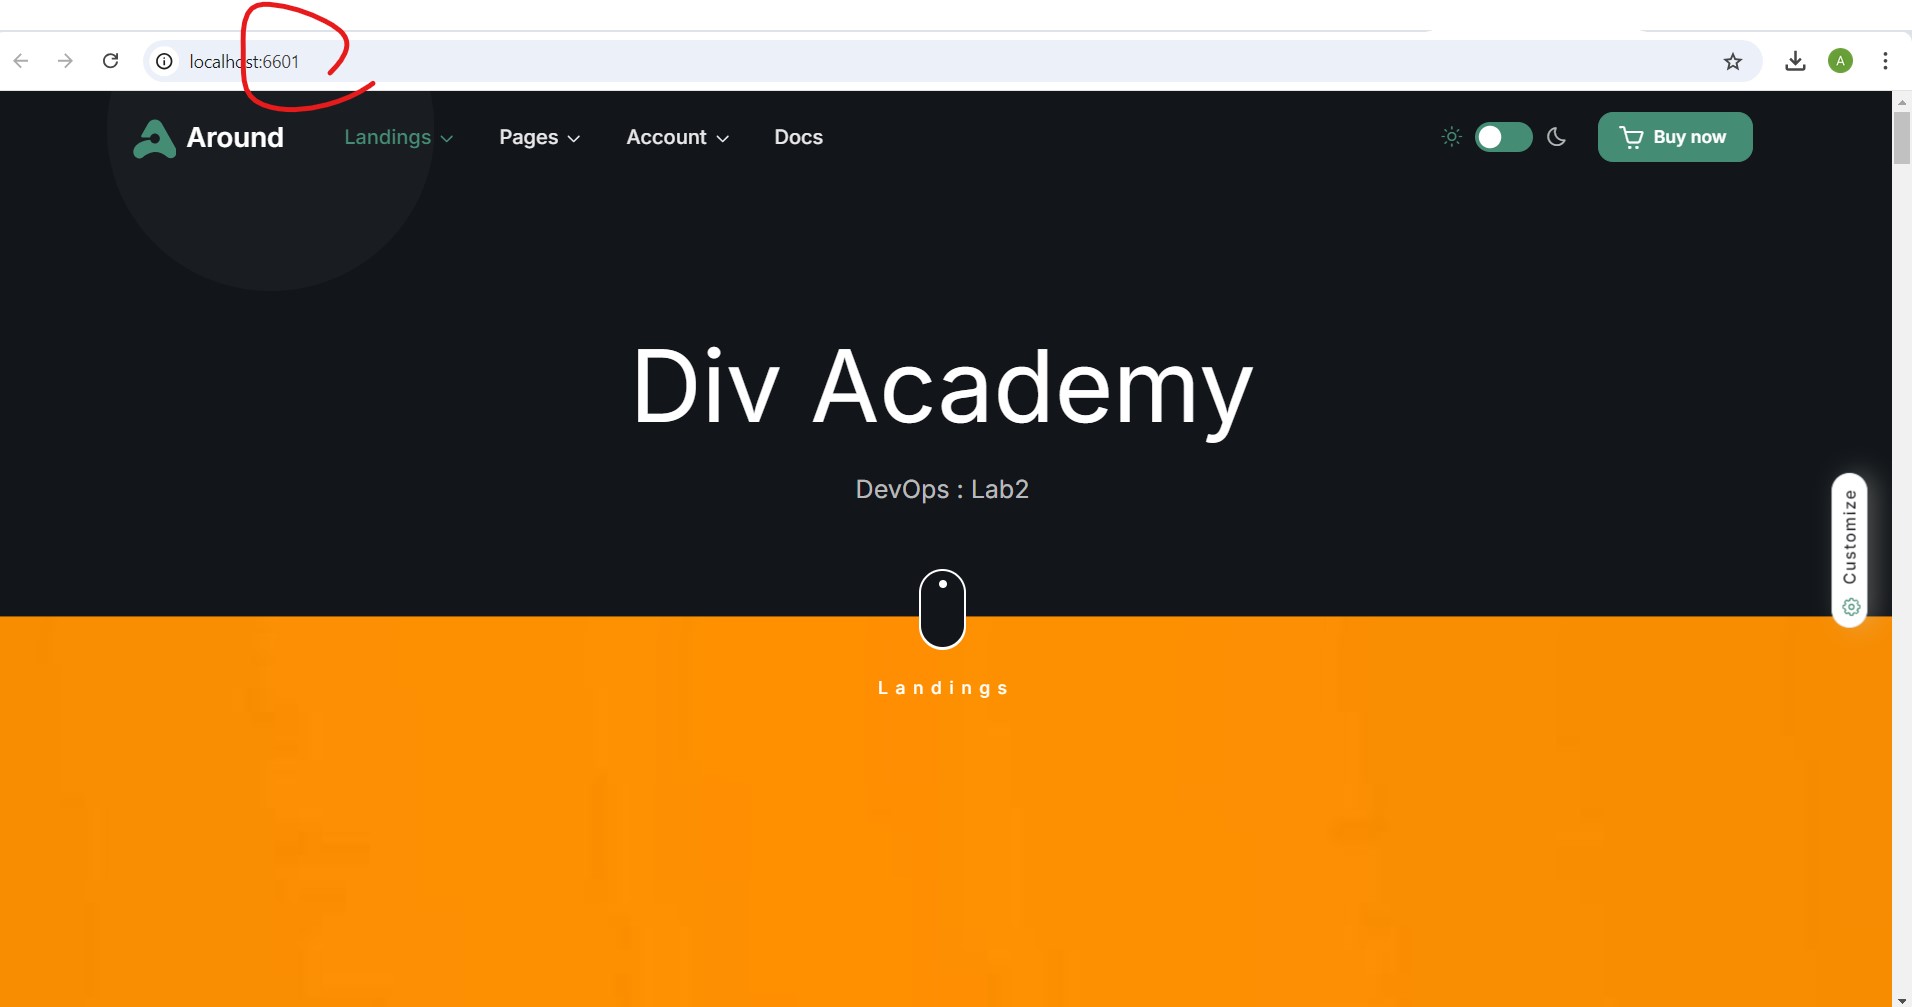 localhost:6601
A
Around
Landings
Pages
Account
Docs
Buy now
Div Academy
DevOps : Lab2
Customize
Landings